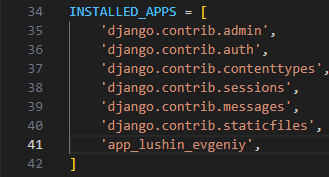 34 INSTALLED_APPS = [
35 'django.contrib.admin',
36 'django.contrib.auth',
37 'django.contrib.contenttypes',
38 'django.contrib.sessions',
39 'django.contrib.messages',
40 'django.contrib.staticfiles',
41 'app_lushin_evgeniy',
42 ]